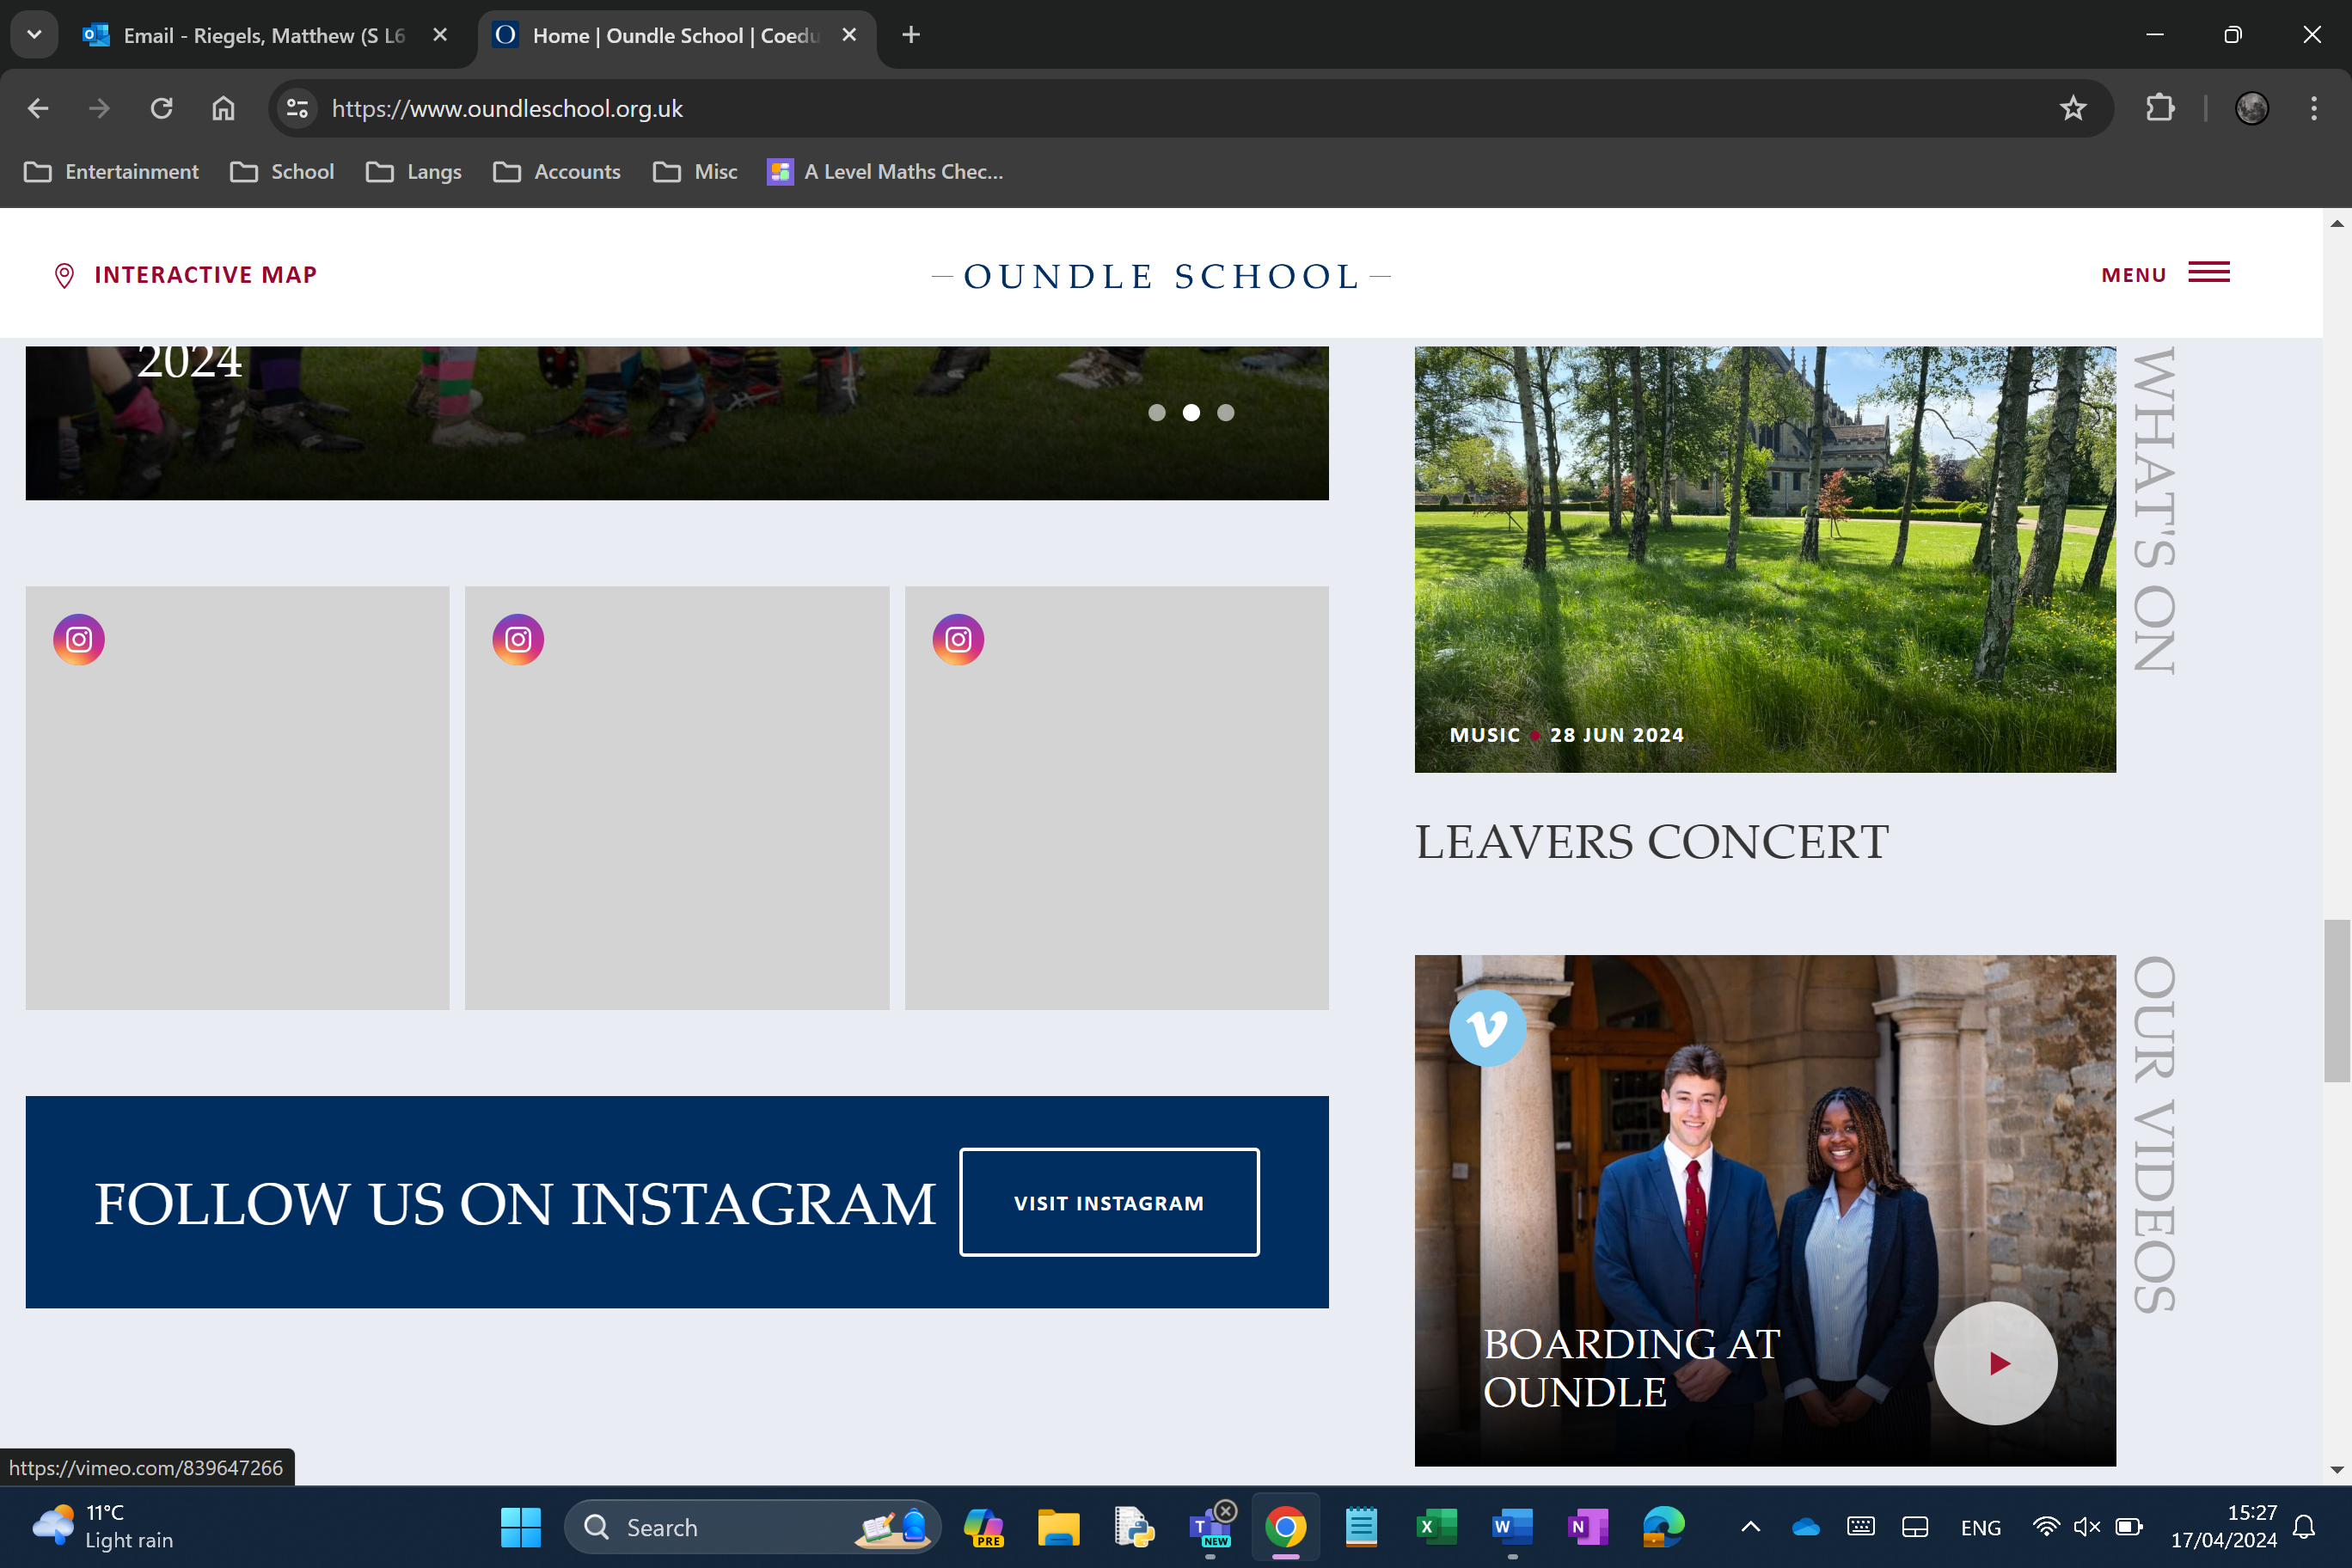 Email - Riegels, Matthew (S L6
Home | Oundle School | Coedu
https://www.oundleschool.org.uk
Entertainment
School
Langs
Accounts
Misc
A Level Maths Chec...
INTERACTIVE MAP
OUNDLE SCHOOL
MENU
2024
WHAT'S ON
MUSIC • 28 JUN 2024
LEAVERS CONCERT
FOLLOW US ON INSTAGRAM
VISIT INSTAGRAM
OUR VIDEOS
BOARDING AT
OUNDLE
https://vimeo.com/839647266
11°C
Light rain
Search
PRE
NEW
ENG
15:27
17/04/2024